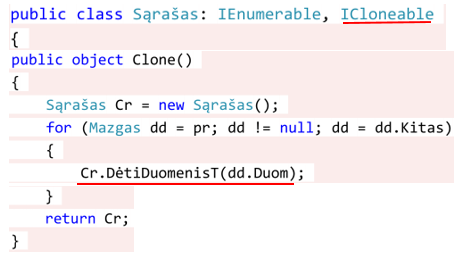 public class Sąrašas: IEnumerable, ICloneable
{
public object Clone()
{
Sąrašas Cr = new Sąrašas();
for (Mazgas dd = pr; dd != null; dd = dd.Kitas)
{
Cr.DėtiDuomenisT(dd.Duom);
}
return Cr;
}